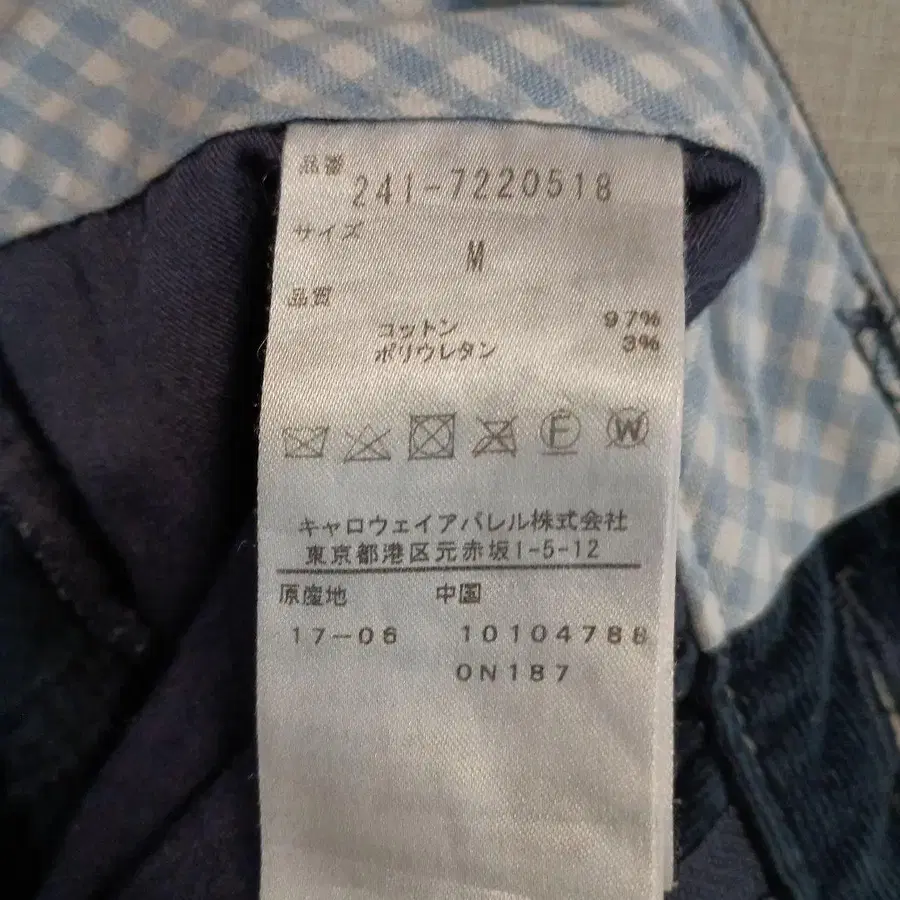 品番
241-7220518
サイズ
M
品質
コットン 97%
ポリウレタン 3%
F W
キャロウェイアパレル株式会社
東京都港区元赤坂1-5-12
原産地 中国
17-06 10104788
0N187